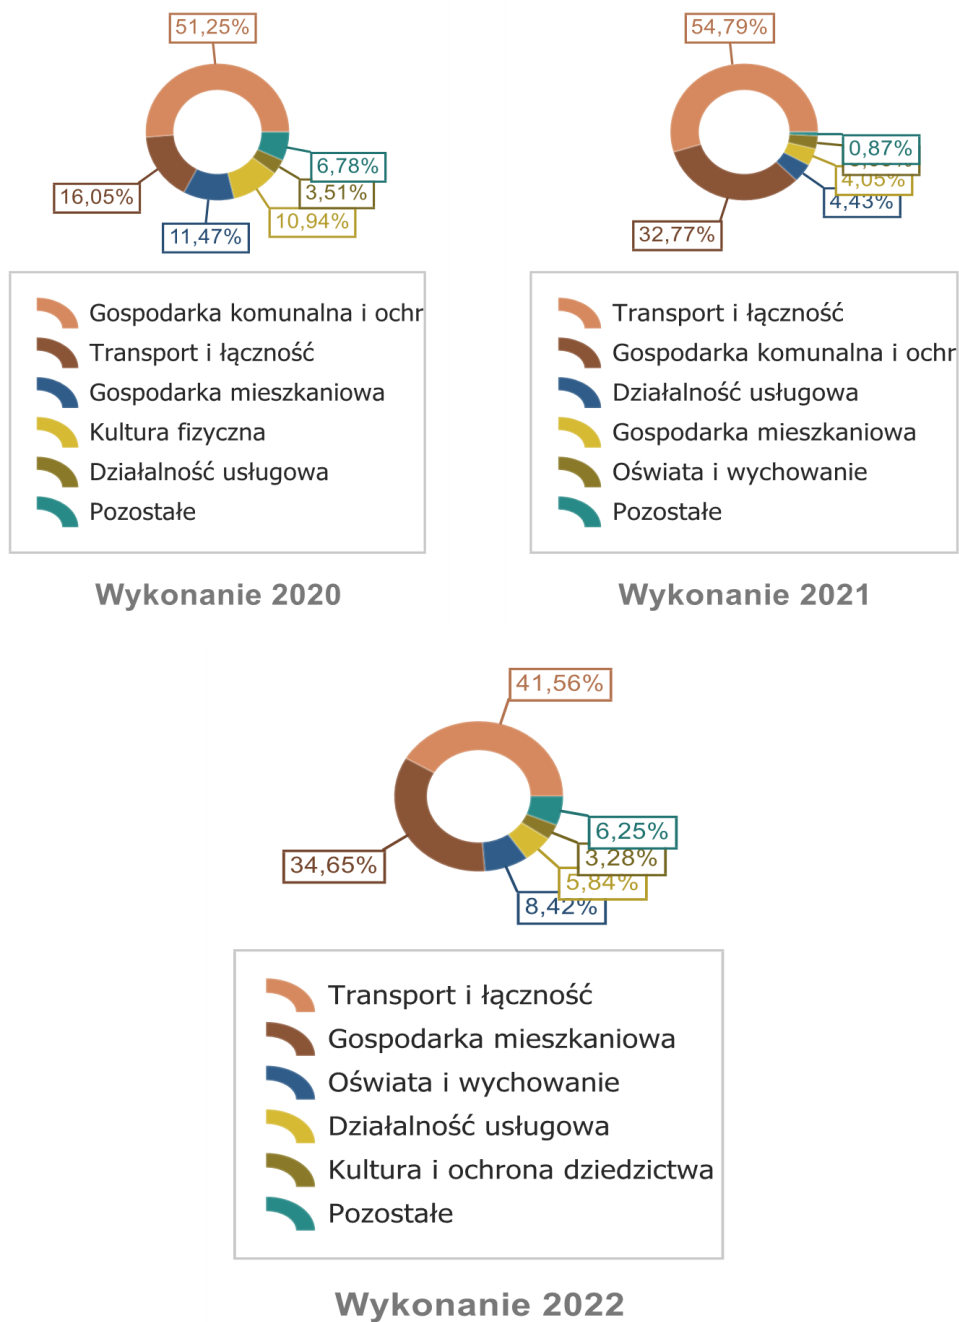 51,25%
6,78%
3,51%
10,94%
11,47%
16,05%
Gospodarka komunalna i ochr
Transport i łączność
Gospodarka mieszkaniowa
Kultura fizyczna
Działalność usługowa
Pozostałe
Wykonanie 2020
54,79%
0,87%
4,05%
4,43%
32,77%
Transport i łączność
Gospodarka komunalna i ochr
Działalność usługowa
Gospodarka mieszkaniowa
Oświata i wychowanie
Pozostałe
Wykonanie 2021
41,56%
6,25%
3,28%
5,84%
8,42%
34,65%
Transport i łączność
Gospodarka mieszkaniowa
Oświata i wychowanie
Działalność usługowa
Kultura i ochrona dziedzictwa
Pozostałe
Wykonanie 2022